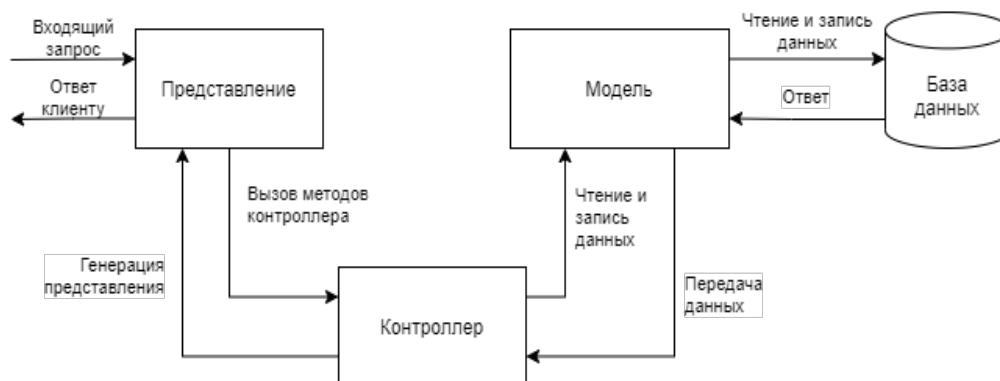 Входящий
запрос
Ответ
клиенту
Представление
Вызов методов
контроллера
Генерация
представления
Контроллер
Модель
Чтение и
запись
данных
Передача
данных
Чтение и запись
данных
Ответ
База
данных